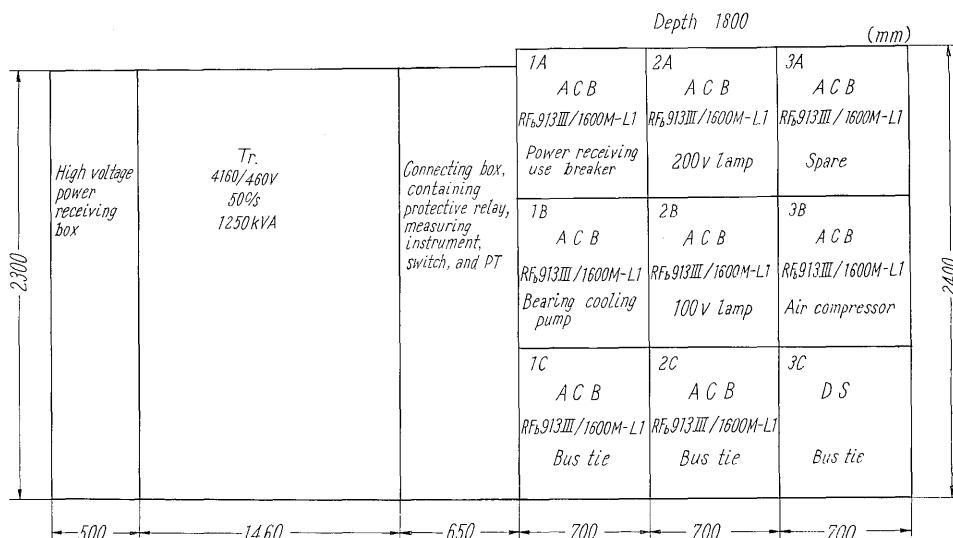 Depth 1800
(mm)
High voltage
power
receiving
box
Tr.
4160/460V
50c/s
1250kVA
Connecting box,
containing
protective relay,
measuring
instrument,
switch, and PT
1A
ACB
RFb913III/1600M-L1
Power receiving
use breaker
2A
ACB
RFb913III/1600M-L1
200v lamp
3A
ACB
RFb913III/1600M-L1
Spare
1B
ACB
RFb913III/1600M-L1
Bearing cooling
pump
2B
ACB
RFb913III/1600M-L1
100v lamp
3B
ACB
RFb913III/1600M-L1
Air compressor
1C
ACB
RFb913III/1600M-L1
Bus tie
2C
ACB
RFb913III/1600M-L1
Bus tie
3C
DS
Bus tie
2300
2400
500
1460
650
700
700
700